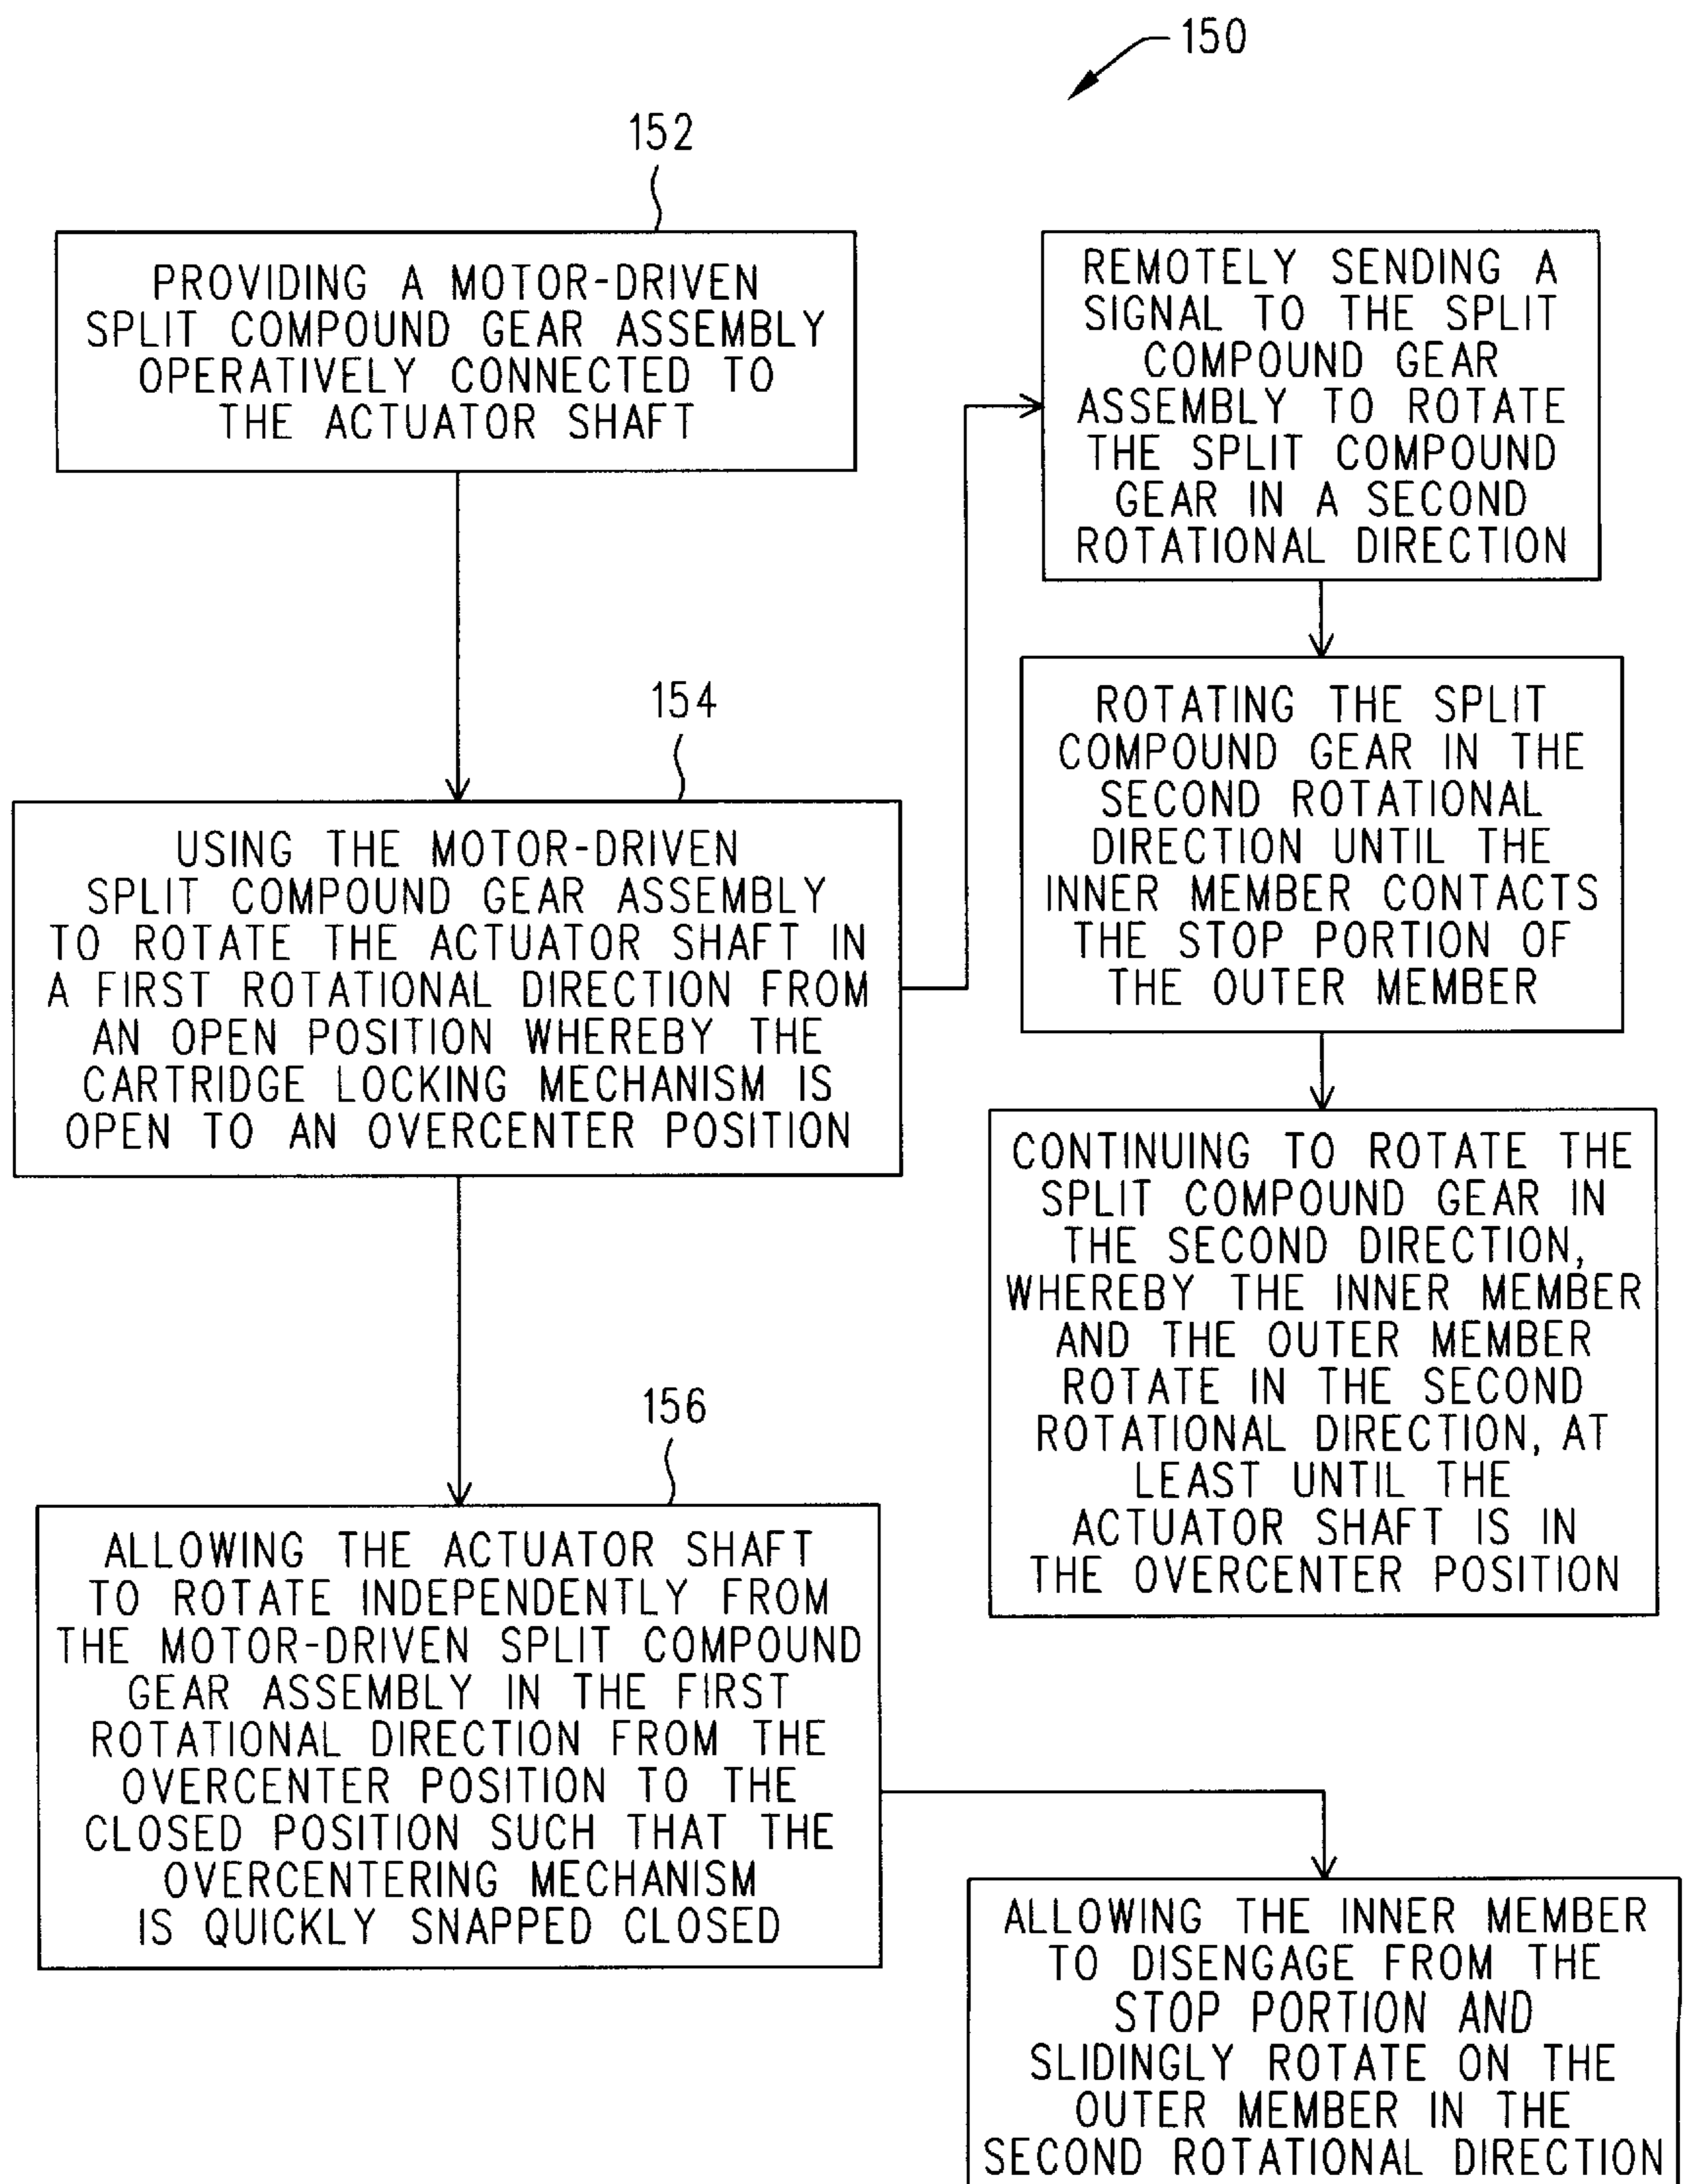 150
152
PROVIDING A MOTOR-DRIVEN
SPLIT COMPOUND GEAR ASSEMBLY
OPERATIVELY CONNECTED TO
THE ACTUATOR SHAFT
154
USING THE MOTOR-DRIVEN
SPLIT COMPOUND GEAR ASSEMBLY
TO ROTATE THE ACTUATOR SHAFT IN
A FIRST ROTATIONAL DIRECTION FROM
AN OPEN POSITION WHEREBY THE
CARTRIDGE LOCKING MECHANISM IS
OPEN TO AN OVERCENTER POSITION
REMOTELY SENDING A
SIGNAL TO THE SPLIT
COMPOUND GEAR
ASSEMBLY TO ROTATE
THE SPLIT COMPOUND
GEAR IN A SECOND
ROTATIONAL DIRECTION
ROTATING THE SPLIT
COMPOUND GEAR IN THE
SECOND ROTATIONAL
DIRECTION UNTIL THE
INNER MEMBER CONTACTS
THE STOP PORTION OF
THE OUTER MEMBER
CONTINUING TO ROTATE THE
SPLIT COMPOUND GEAR IN
THE SECOND DIRECTION,
WHEREBY THE INNER MEMBER
AND THE OUTER MEMBER
ROTATE IN THE SECOND
ROTATIONAL DIRECTION, AT
LEAST UNTIL THE
ACTUATOR SHAFT IS IN
THE OVERCENTER POSITION
156
ALLOWING THE ACTUATOR SHAFT
TO ROTATE INDEPENDENTLY FROM
THE MOTOR-DRIVEN SPLIT COMPOUND
GEAR ASSEMBLY IN THE FIRST
ROTATIONAL DIRECTION FROM THE
OVERCENTER POSITION TO THE
CLOSED POSITION SUCH THAT THE
OVERCENTERING MECHANISM
IS QUICKLY SNAPPED CLOSED
ALLOWING THE INNER MEMBER
TO DISENGAGE FROM THE
STOP PORTION AND
SLIDINGLY ROTATE ON THE
OUTER MEMBER IN THE
SECOND ROTATIONAL DIRECTION